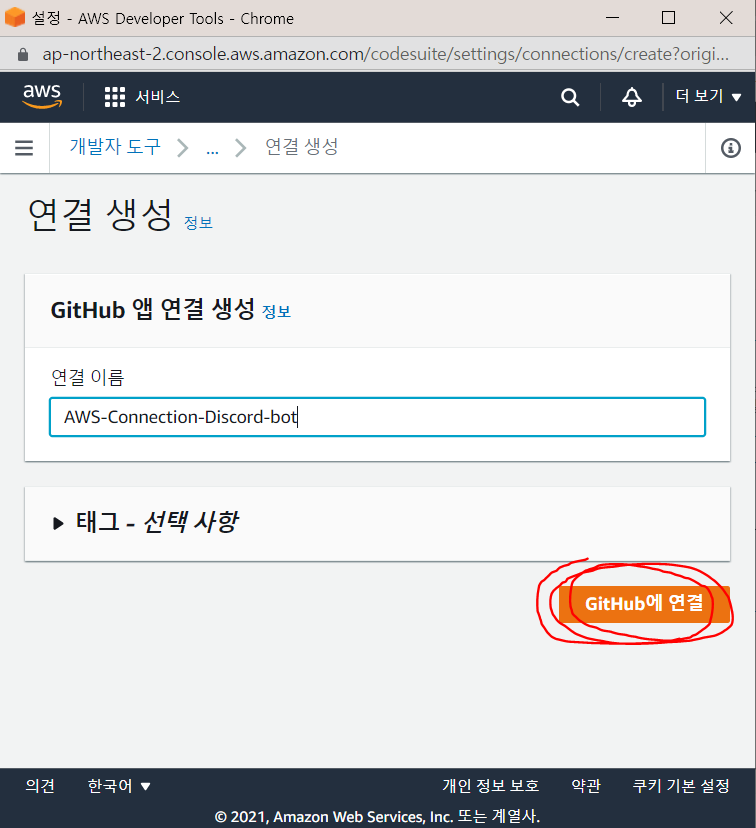 설정 - AWS Developer Tools - Chrome
ap-northeast-2.console.aws.amazon.com/codesuite/settings/connections/create?origi...
aws 서비스 더 보기
개발자 도구 ... 연결 생성
연결 생성 정보
GitHub 앱 연결 생성 정보
연결 이름
AWS-Connection-Discord-bot
태그 - 선택 사항
GitHub에 연결
의견 한국어 개인 정보 보호 약관 쿠키 기본 설정
© 2021, Amazon Web Services, Inc. 또는 계열사.